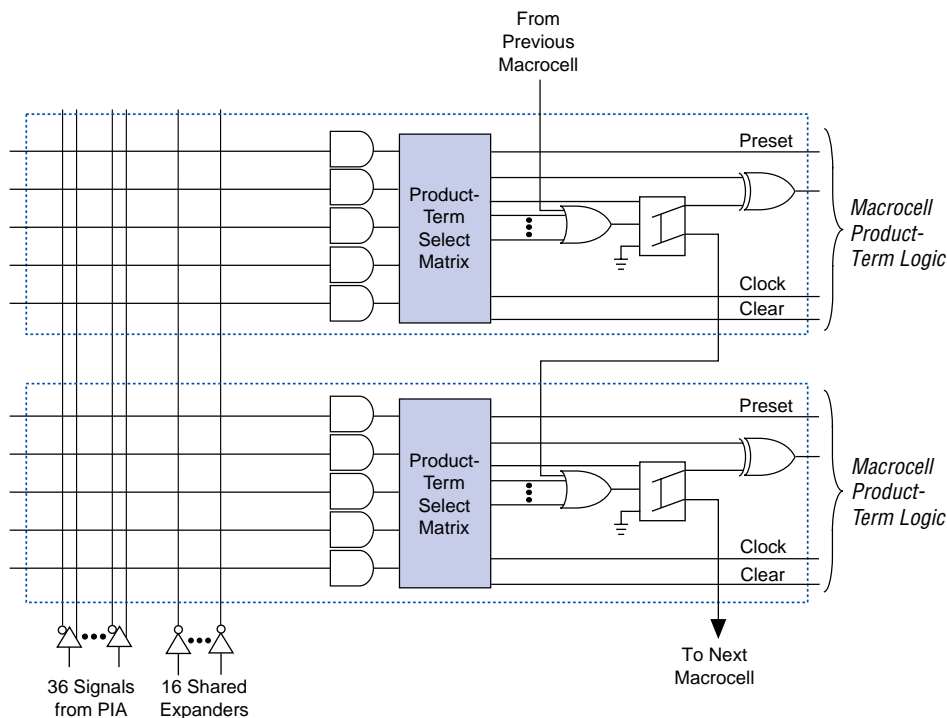 From
Previous
Macrocell
Preset
Product-
Term
Select
Matrix
Macrocell
Product-
Term Logic
Clock
Clear
Preset
Product-
Term
Select
Matrix
Macrocell
Product-
Term Logic
Clock
Clear
36 Signals
from PIA
16 Shared
Expanders
To Next
Macrocell